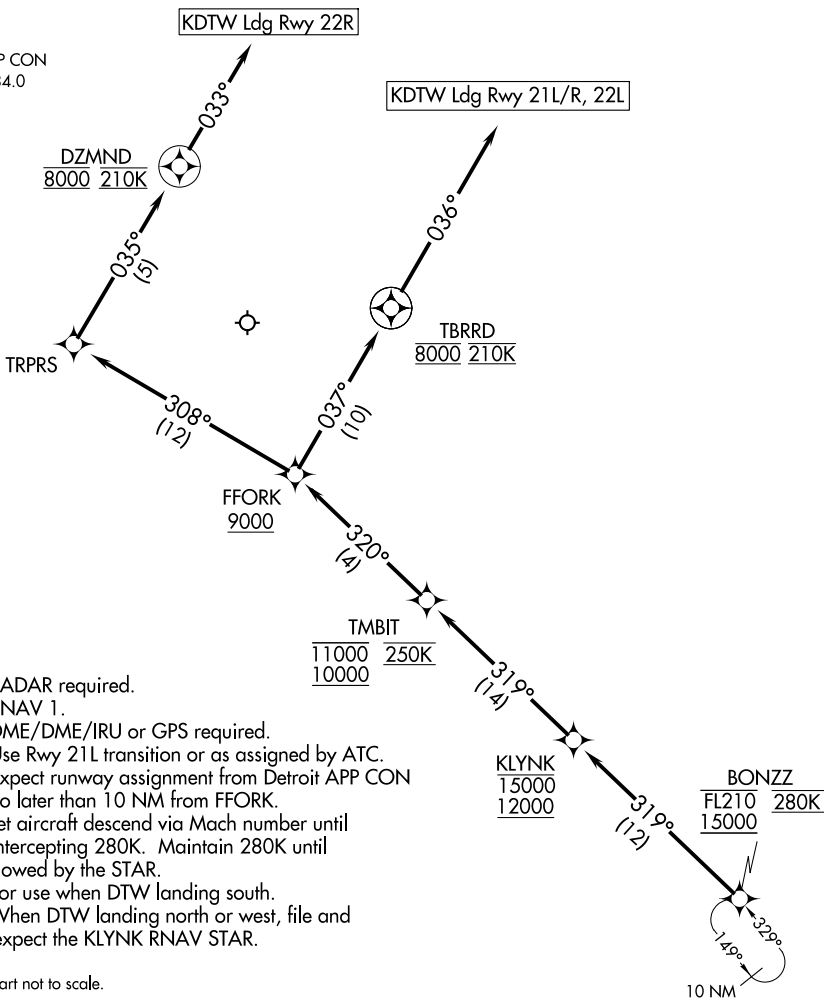 KDTW Ldg Rwy 22R
P CON
34.0
KDTW Ldg Rwy 21L/R, 22L
033°
DZMND
8000 210K
036°
035°
(5)
TBRRD
8000 210K
TRPRS
037°
(10)
308°
(12)
FFORK
9000
320°
(4)
TMBIT
11000 250K
10000
319°
(14)
KLYNK
15000
12000
BONZZ
FL210 280K
15000
319°
(12)
329°
149°
10 NM
ADAR required.
NAV 1.
DME/DME/IRU or GPS required.
Use Rwy 21L transition or as assigned by ATC.
xpect runway assignment from Detroit APP CON
o later than 10 NM from FFORK.
et aircraft descend via Mach number until
ntercepting 280K. Maintain 280K until
lowed by the STAR.
or use when DTW landing south.
When DTW landing north or west, file and
expect the KLYNK RNAV STAR.
art not to scale.